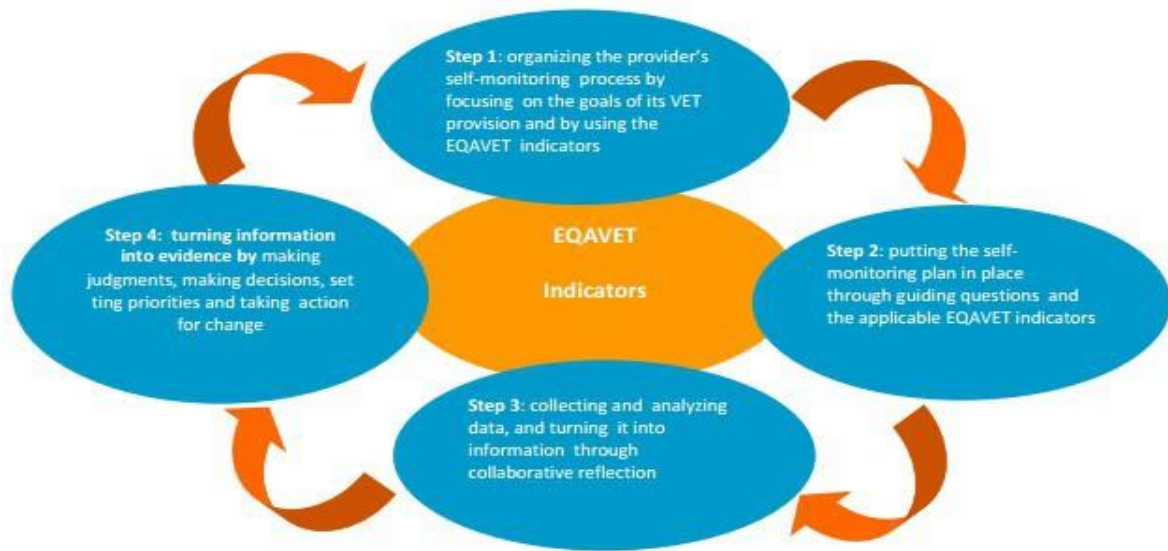 Step 1: organizing the provider's
self-monitoring process by
focusing on the goals of its VET
provision and by using the
EQAVET indicators
EQAVET
Indicators
Step 2: putting the self-
monitoring plan in place
through guiding questions and
the applicable EQAVET indicators
Step 3: collecting and analyzing
data, and turning it into
information through
collaborative reflection
Step 4: turning information
into evidence by making
judgments, making decisions, set
ting priorities and taking action
for change